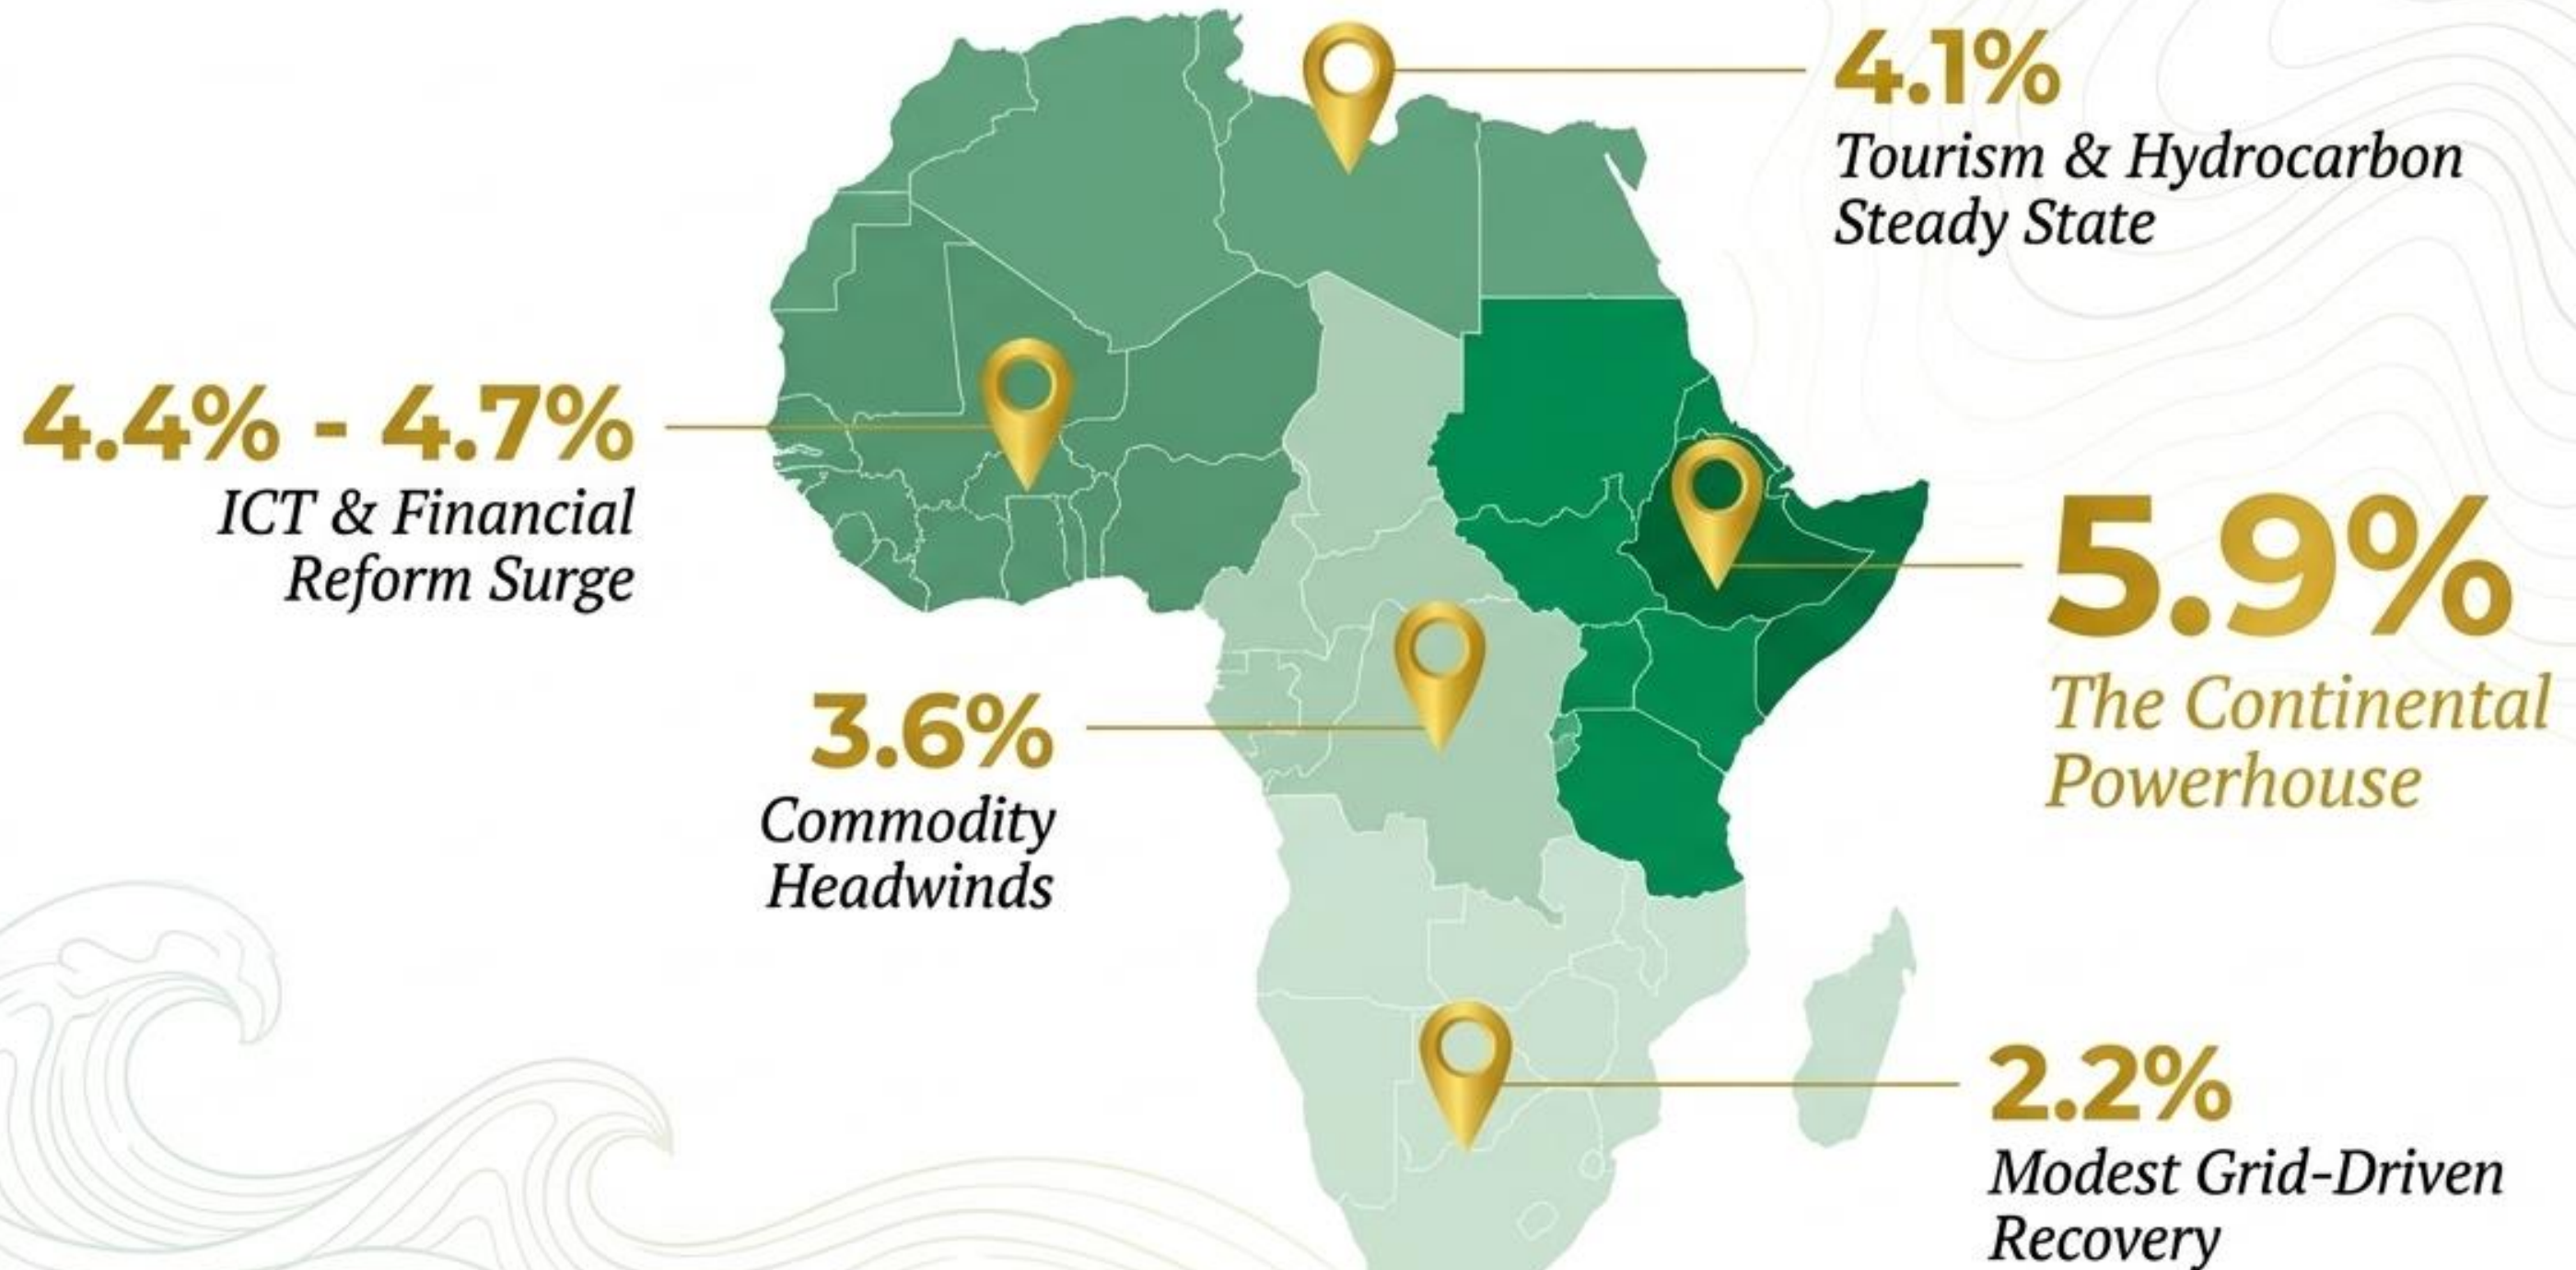 4.1%
Tourism & Hydrocarbon
Steady State
4.4% - 4.7%
ICT & Financial
Reform Surge
5.9%
The Continental
Powerhouse
3.6%
Commodity
Headwinds
2.2%
Modest Grid-Driven
Recovery